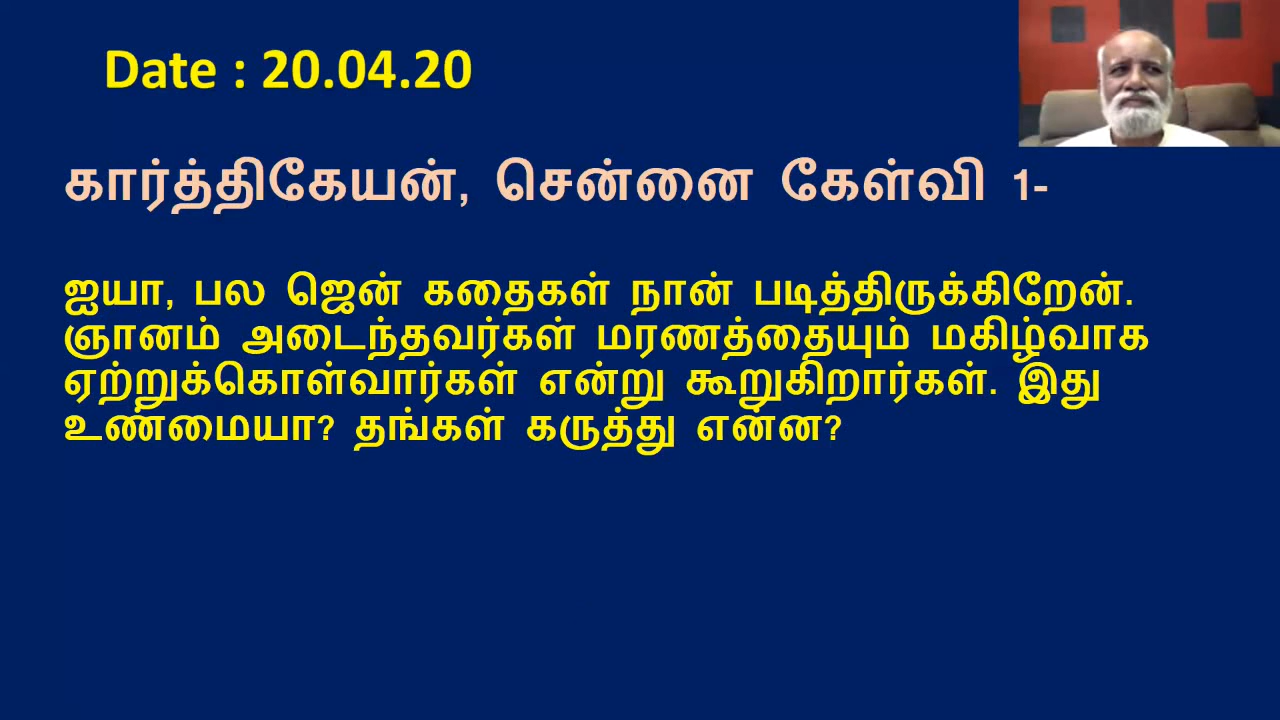 Date : 20.04.20
கார்த்திகேயன், சென்னை கேள்வி 1-
ஐயா, பல ஜென் கதைகள் நான் படித்திருக்கிறேன்.
ஞானம் அடைந்தவர்கள் மரணத்தையும் மகிழ்வாக
ஏற்றுக்கொள்வார்கள் என்று கூறுகிறார்கள். இது
உண்மையா? தங்கள் கருத்து என்ன?